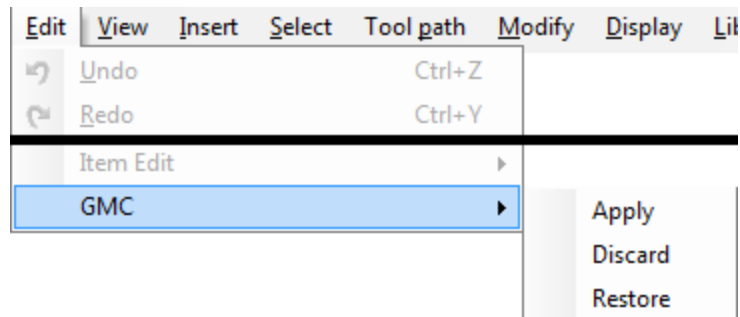 Edit View Insert Select Tool path Modify Display
Undo Ctrl+Z
Redo Ctrl+Y
Item Edit
GMC
Apply
Discard
Restore